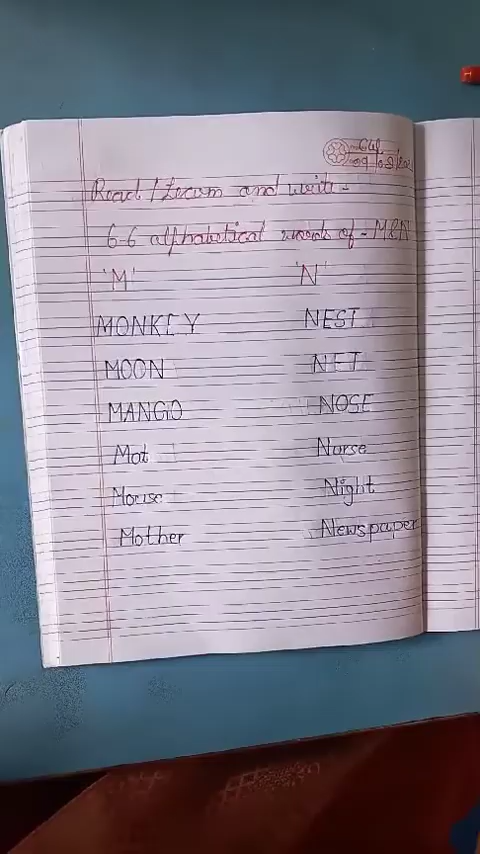 C.W
Read / Learn and write -
6-6 alphabetical words of - M & N
'M' 'N'
MONKEY NEST
MOON NET
MANGO NOSE
Mat Nurse
Mouse Night
Mother Newspaper